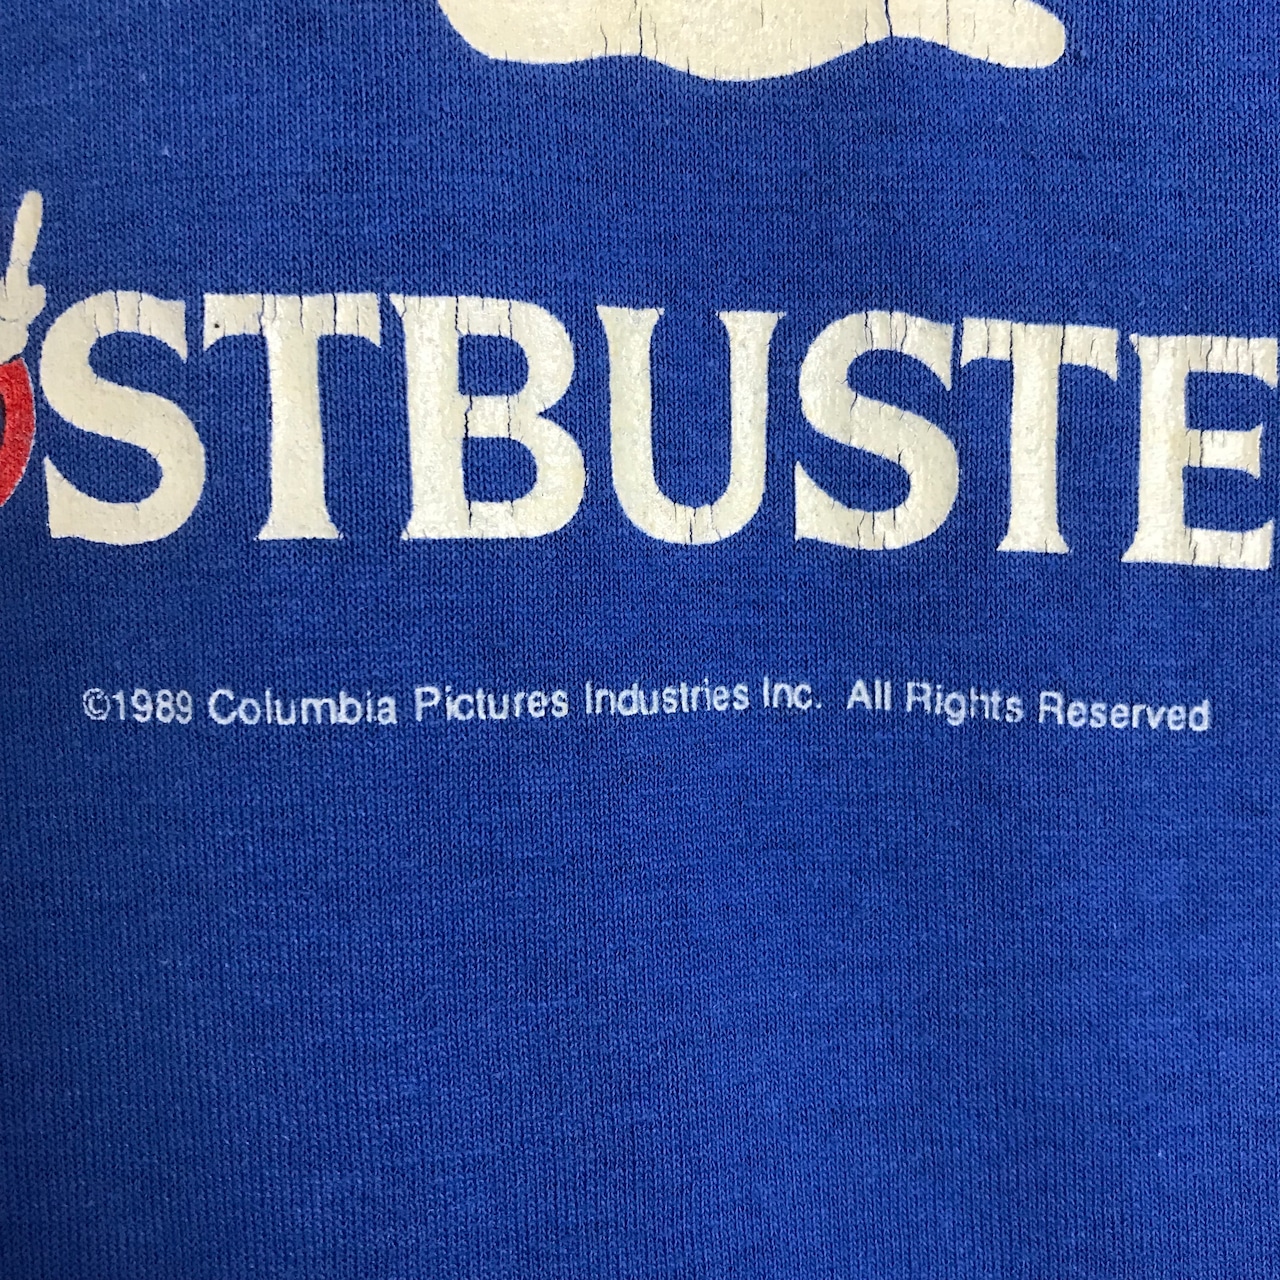 STBUSTE
©1989 Columbia Pictures Industries Inc. All Rights Reserved